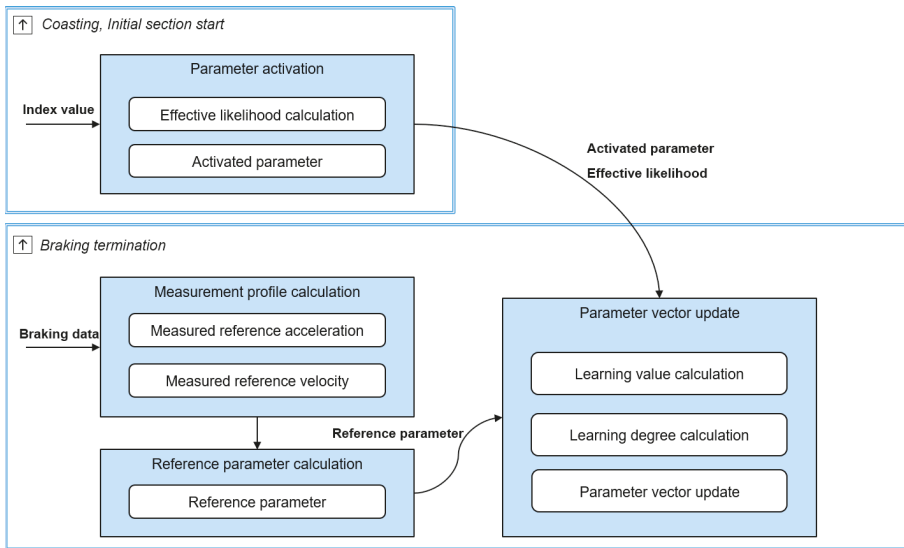 Coasting, Initial section start
Parameter activation
Index value
Effective likelihood calculation
Activated parameter
Activated parameter
Effective likelihood
Braking termination
Measurement profile calculation
Braking data
Measured reference acceleration
Measured reference velocity
Reference parameter
Reference parameter calculation
Reference parameter
Parameter vector update
Learning value calculation
Learning degree calculation
Parameter vector update